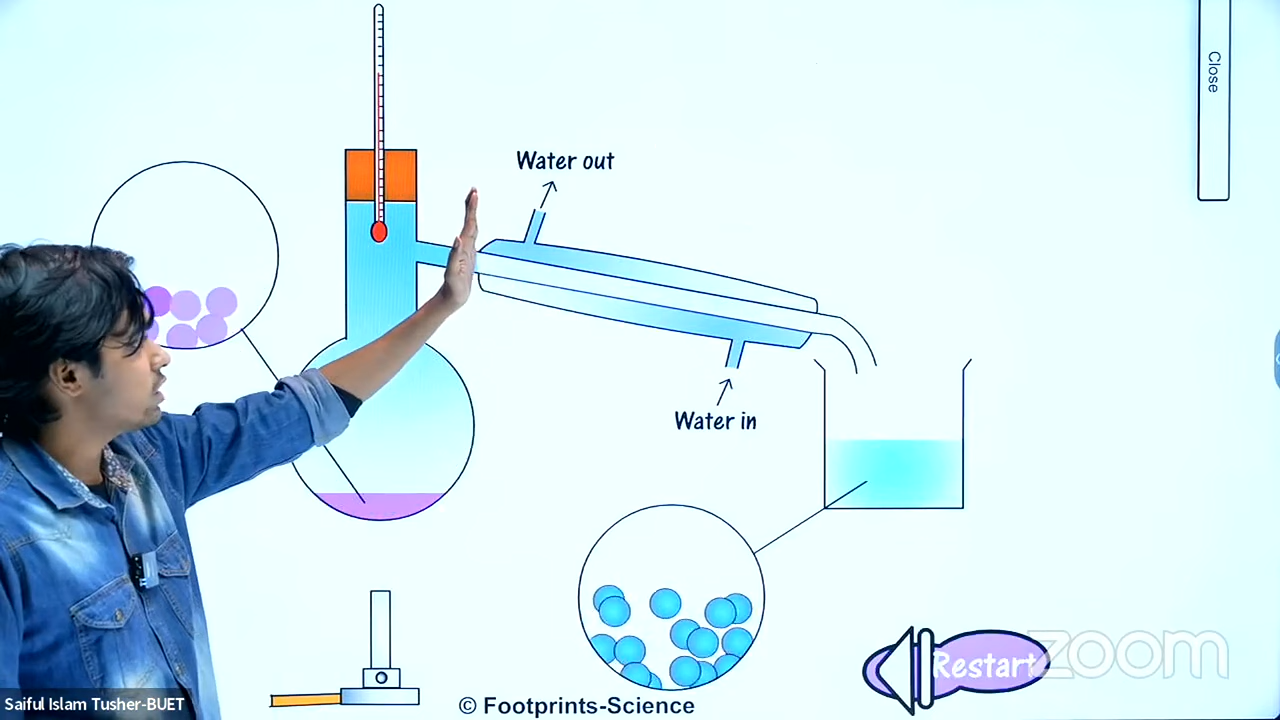 Close
Water out
Water in
Restart
zoom
© Footprints-Science
Saiful Islam Tusher-BUET